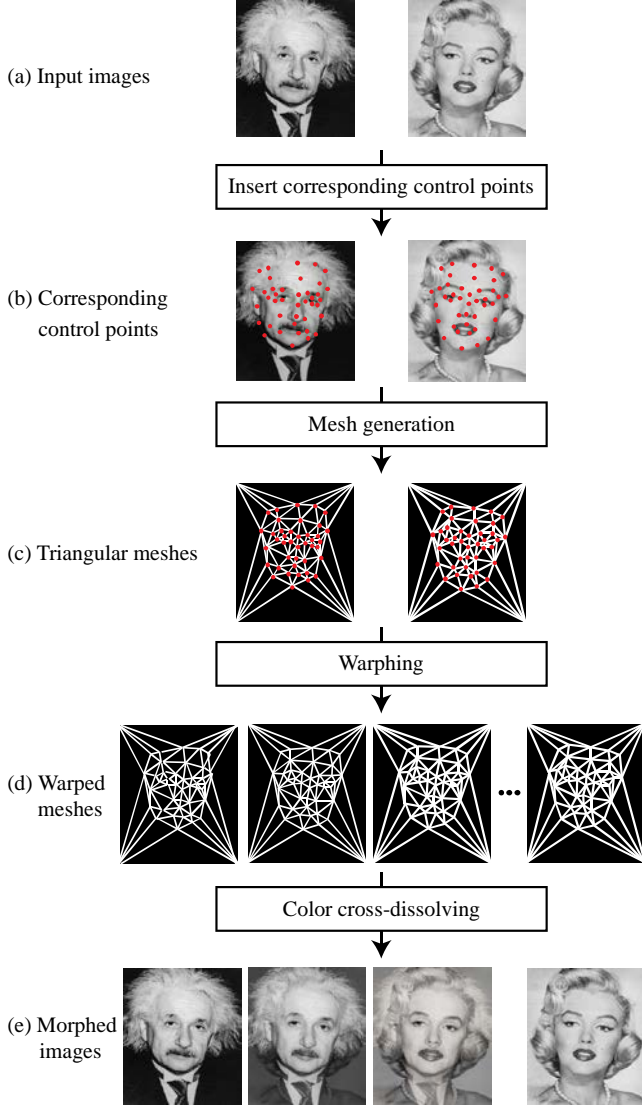 (a) Input images
Insert corresponding control points
(b) Corresponding
control points
Mesh generation
(c) Triangular meshes
Warphing
(d) Warped
meshes
•••
Color cross-dissolving
(e) Morphed
images